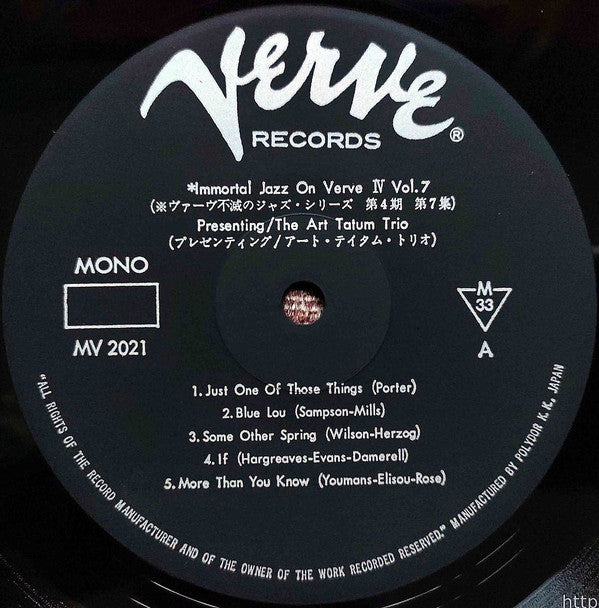 Verve
RECORDS ®
*Immortal Jazz On Verve Ⅳ Vol.7
(※ヴァーヴ不滅のジャズ・シリーズ 第4期 第7集)
Presenting/The Art Tatum Trio
(プレゼンティング/アート・テイタム・トリオ)
MONO
MV 2021
M
33
A
1. Just One Of Those Things (Porter)
2. Blue Lou (Sampson-Mills)
3. Some Other Spring (Wilson-Herzog)
4. If (Hargreaves-Evans-Damerell)
5. More Than You Know (Youmans-Elisou-Rose)
"ALL RIGHTS OF THE RECORD MANUFACTURER AND OF THE OWNER OF THE WORK RECORDED RESERVED." MANUFACTURED BY POLYDOR K.K. JAPAN
http